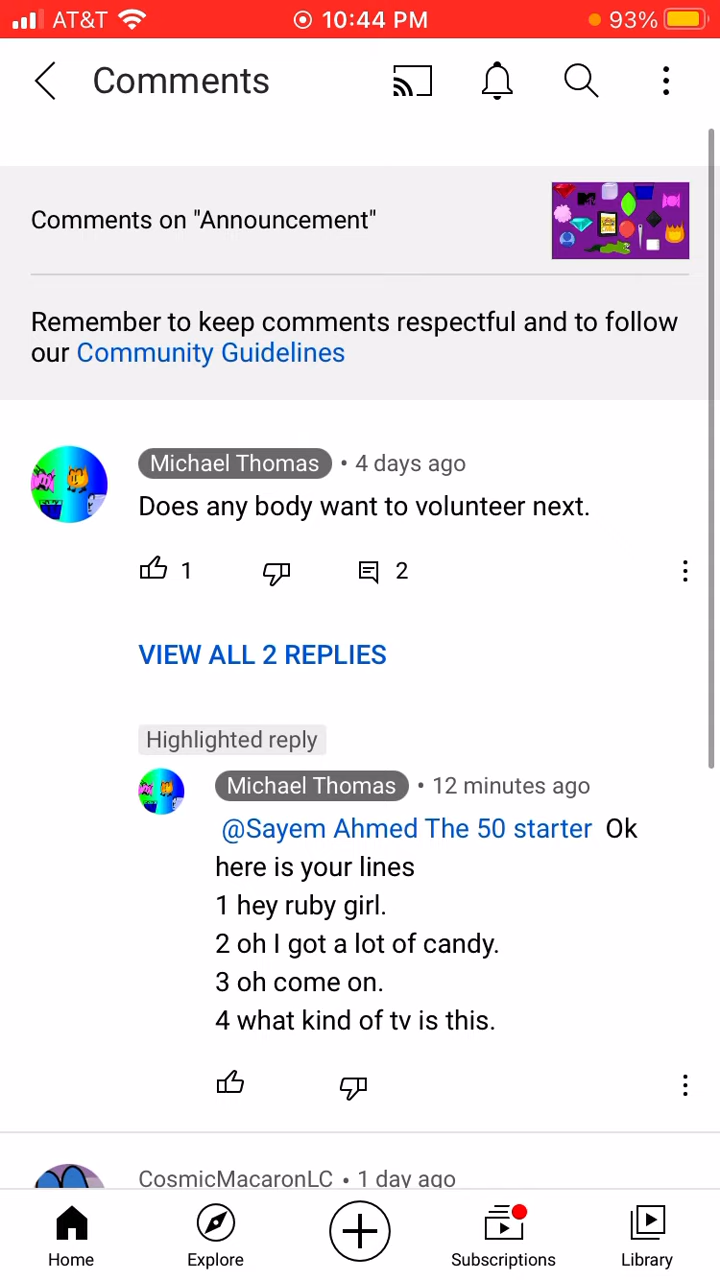 AT&T 10:44 PM 93%
Comments
Comments on "Announcement"
Remember to keep comments respectful and to follow
our Community Guidelines
Michael Thomas • 4 days ago
Does any body want to volunteer next.
1 2
VIEW ALL 2 REPLIES
Highlighted reply
Michael Thomas • 12 minutes ago
@Sayem Ahmed The 50 starter Ok
here is your lines
1 hey ruby girl.
2 oh I got a lot of candy.
3 oh come on.
4 what kind of tv is this.
CosmicMacaronLC • 1 day ago
Home Explore Subscriptions Library